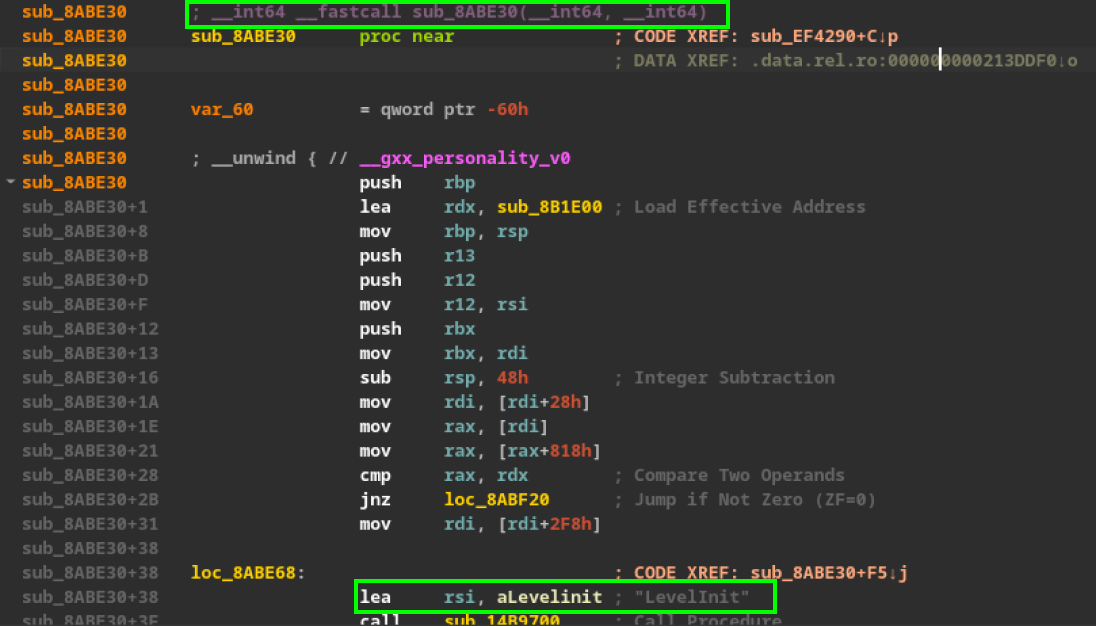 sub_8ABE30 ; __int64 __fastcall sub_8ABE30(__int64, __int64)
sub_8ABE30 sub_8ABE30 proc near ; CODE XREF: sub_EF4290+C↓p
sub_8ABE30 ; DATA XREF: .data.rel.ro:000000000213DDF0↓o
sub_8ABE30
sub_8ABE30 var_60 = qword ptr -60h
sub_8ABE30
sub_8ABE30 ; __unwind { // __gxx_personality_v0
sub_8ABE30 push rbp
sub_8ABE30+1 lea rdx, sub_8B1E00 ; Load Effective Address
sub_8ABE30+8 mov rbp, rsp
sub_8ABE30+B push r13
sub_8ABE30+D push r12
sub_8ABE30+F mov r12, rsi
sub_8ABE30+12 push rbx
sub_8ABE30+13 mov rbx, rdi
sub_8ABE30+16 sub rsp, 48h ; Integer Subtraction
sub_8ABE30+1A mov rdi, [rdi+28h]
sub_8ABE30+1E mov rax, [rdi]
sub_8ABE30+21 mov rax, [rax+818h]
sub_8ABE30+28 cmp rax, rdx ; Compare Two Operands
sub_8ABE30+2B jnz loc_8ABF20 ; Jump if Not Zero (ZF=0)
sub_8ABE30+31 mov rdi, [rdi+2F8h]
sub_8ABE30+38
sub_8ABE30+38 loc_8ABE68: ; CODE XREF: sub_8ABE30+F5↓j
sub_8ABE30+38 lea rsi, aLevelinit ; "LevelInit"
sub_8ABE30+3F call sub_14B9700 ; Call Procedure